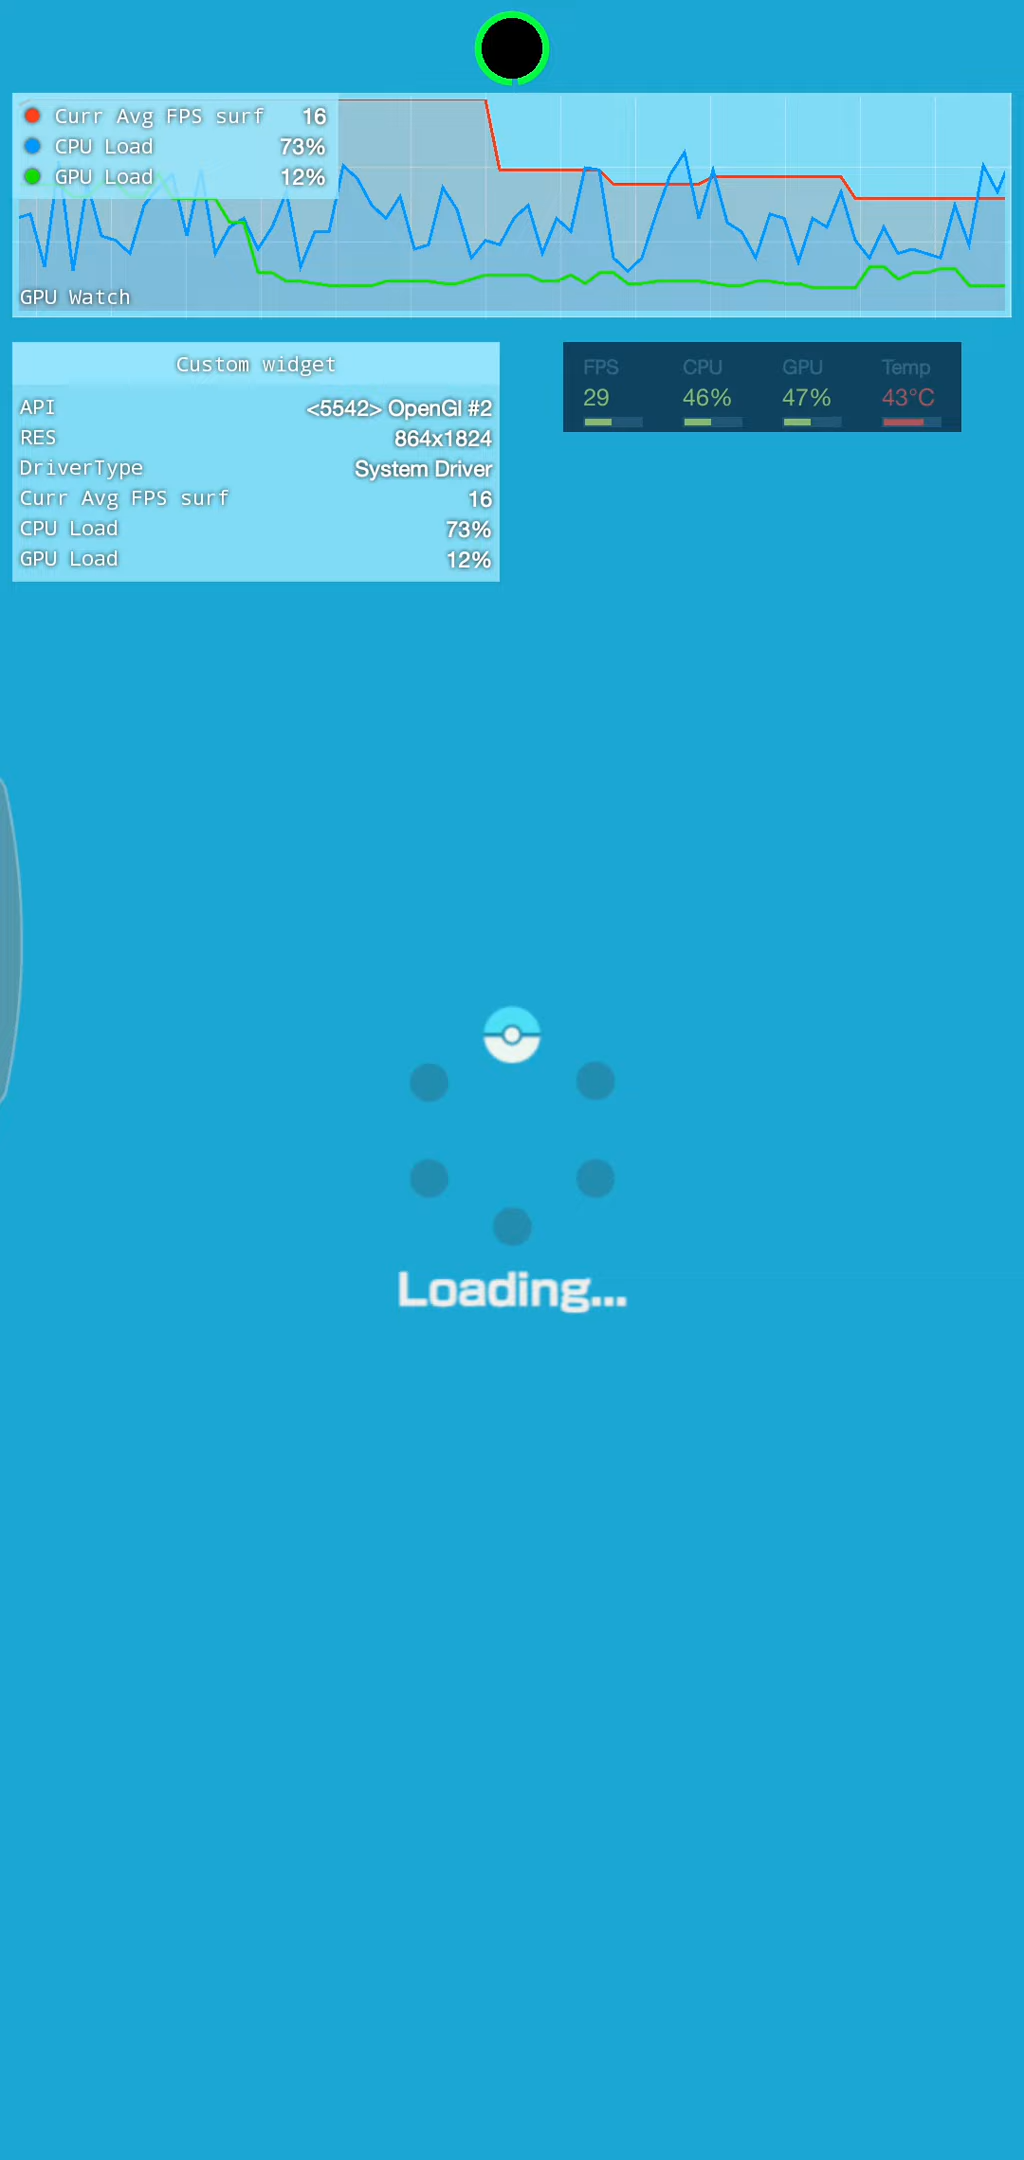 Curr Avg FPS surf 16
CPU Load 73%
GPU Load 12%
GPU Watch
Custom widget
API <5542> OpenGl #2
RES 864x1824
DriverType System Driver
Curr Avg FPS surf 16
CPU Load 73%
GPU Load 12%
FPS CPU GPU Temp
29 46% 47% 43°C
Loading...